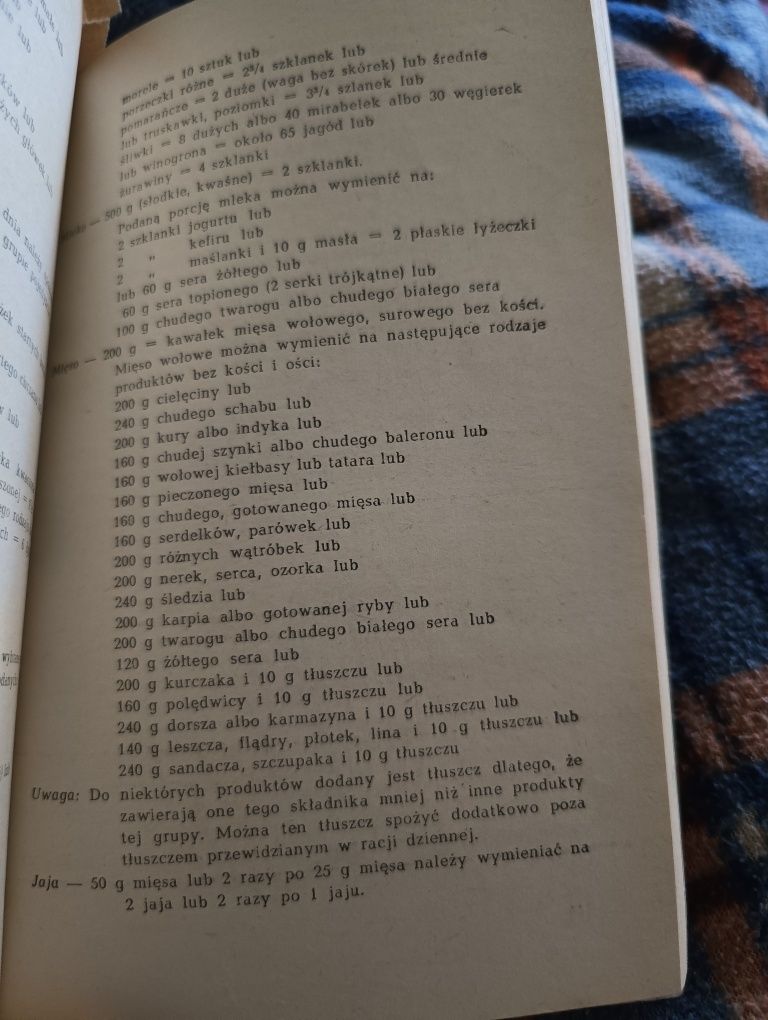 morele = 10 sztuk lub
porzeczki różne = 2³/₄ szklanek lub
pomarańcze = 2 duże (waga bez skórek) lub średnie
lub truskawki, poziomki = 3³/₄ szlanek lub
śliwki = 8 dużych albo 40 mirabelek albo 30 węgierek
lub winogrona = około 65 jagód lub
żurawiny = 4 szklanki
— 500 g (słodkie, kwaśne) = 2 szklanki.
Podaną porcję mleka można wymienić na:
2 szklanki jogurtu lub
2 " kefiru lub
2 " maślanki i 10 g masła = 2 płaskie łyżeczki
lub 60 g sera żółtego lub
60 g sera topionego (2 serki trójkątne) lub
100 g chudego twarogu albo chudego białego sera
Mięso — 200 g = kawałek mięsa wołowego, surowego bez kości.
Mięso wołowe można wymienić na następujące rodzaje
produktów bez kości i ości:
200 g cielęciny lub
240 g chudego schabu lub
200 g kury albo indyka lub
160 g chudej szynki albo chudego baleronu lub
160 g wołowej kiełbasy lub tatara lub
160 g pieczonego mięsa lub
160 g chudego, gotowanego mięsa lub
160 g serdelków, parówek lub
200 g różnych wątróbek lub
200 g nerek, serca, ozorka lub
240 g śledzia lub
200 g karpia albo gotowanej ryby lub
200 g twarogu albo chudego białego sera lub
120 g żółtego sera lub
200 g kurczaka i 10 g tłuszczu lub
160 g polędwicy i 10 g tłuszczu lub
240 g dorsza albo karmazyna i 10 g tłuszczu lub
140 g leszcza, flądry, płotek, lina i 10 g tłuszczu lub
240 g sandacza, szczupaka i 10 g tłuszczu
Uwaga: Do niektórych produktów dodany jest tłuszcz dlatego, że
zawierają one tego składnika mniej niż inne produkty
tej grupy. Można ten tłuszcz spożyć dodatkowo poza
tłuszczem przewidzianym w racji dziennej.
Jaja — 50 g mięsa lub 2 razy po 25 g mięsa należy wymieniać na
2 jaja lub 2 razy po 1 jaju.